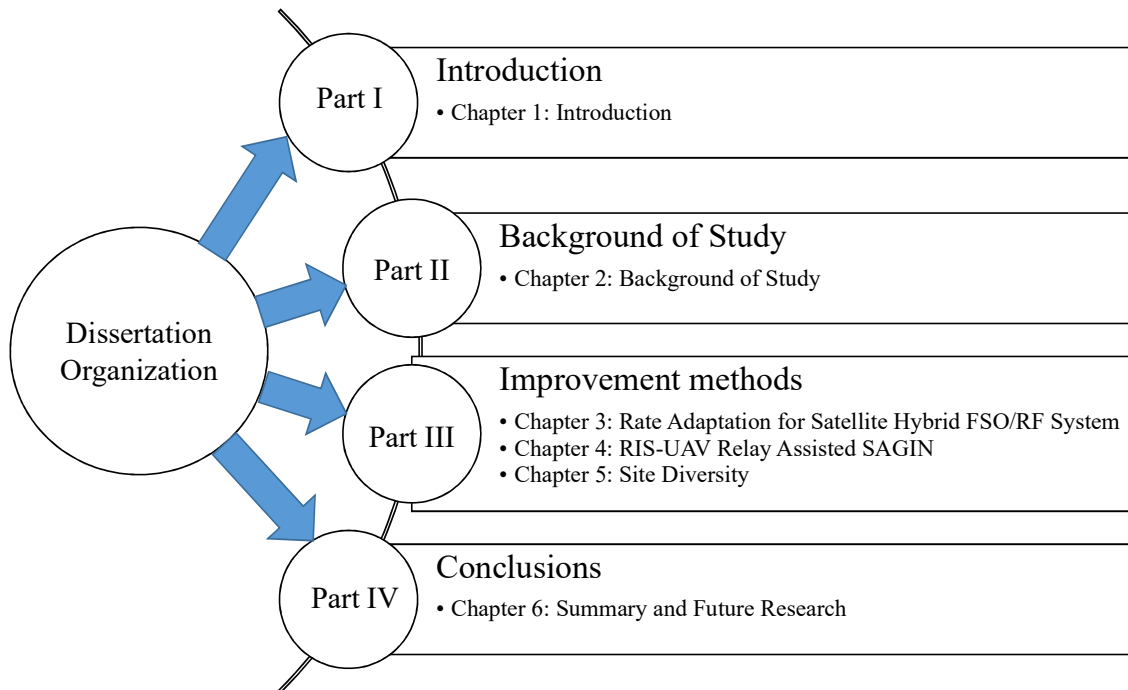 Part I
Introduction
• Chapter 1: Introduction
Part II
Background of Study
• Chapter 2: Background of Study
Dissertation
Organization
Part III
Improvement methods
• Chapter 3: Rate Adaptation for Satellite Hybrid FSO/RF System
• Chapter 4: RIS-UAV Relay Assisted SAGIN
• Chapter 5: Site Diversity
Part IV
Conclusions
• Chapter 6: Summary and Future Research